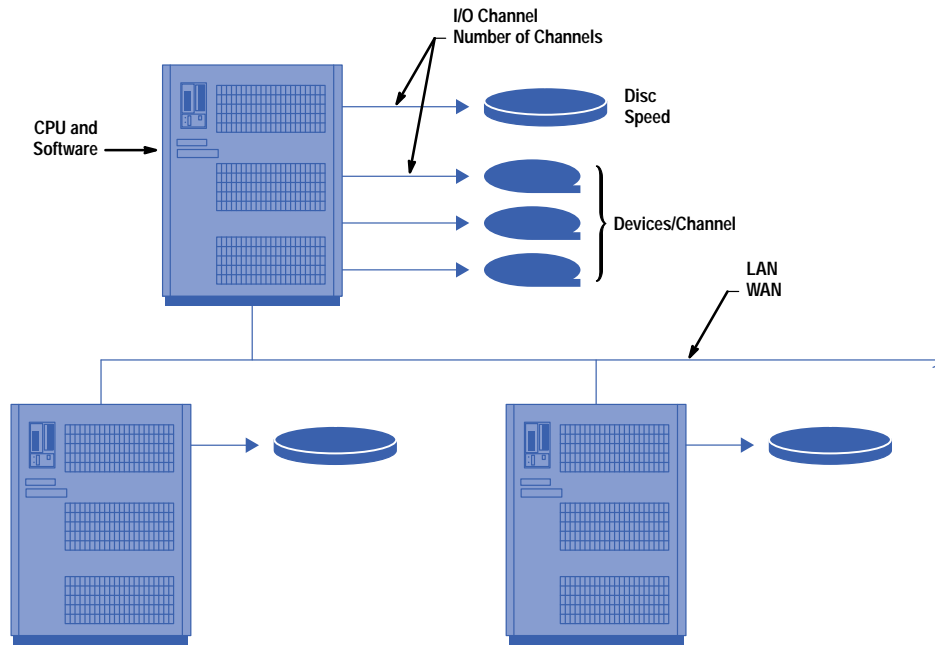 I/O Channel
Number of Channels
Disc
Speed
CPU and
Software
Devices/Channel
LAN
WAN